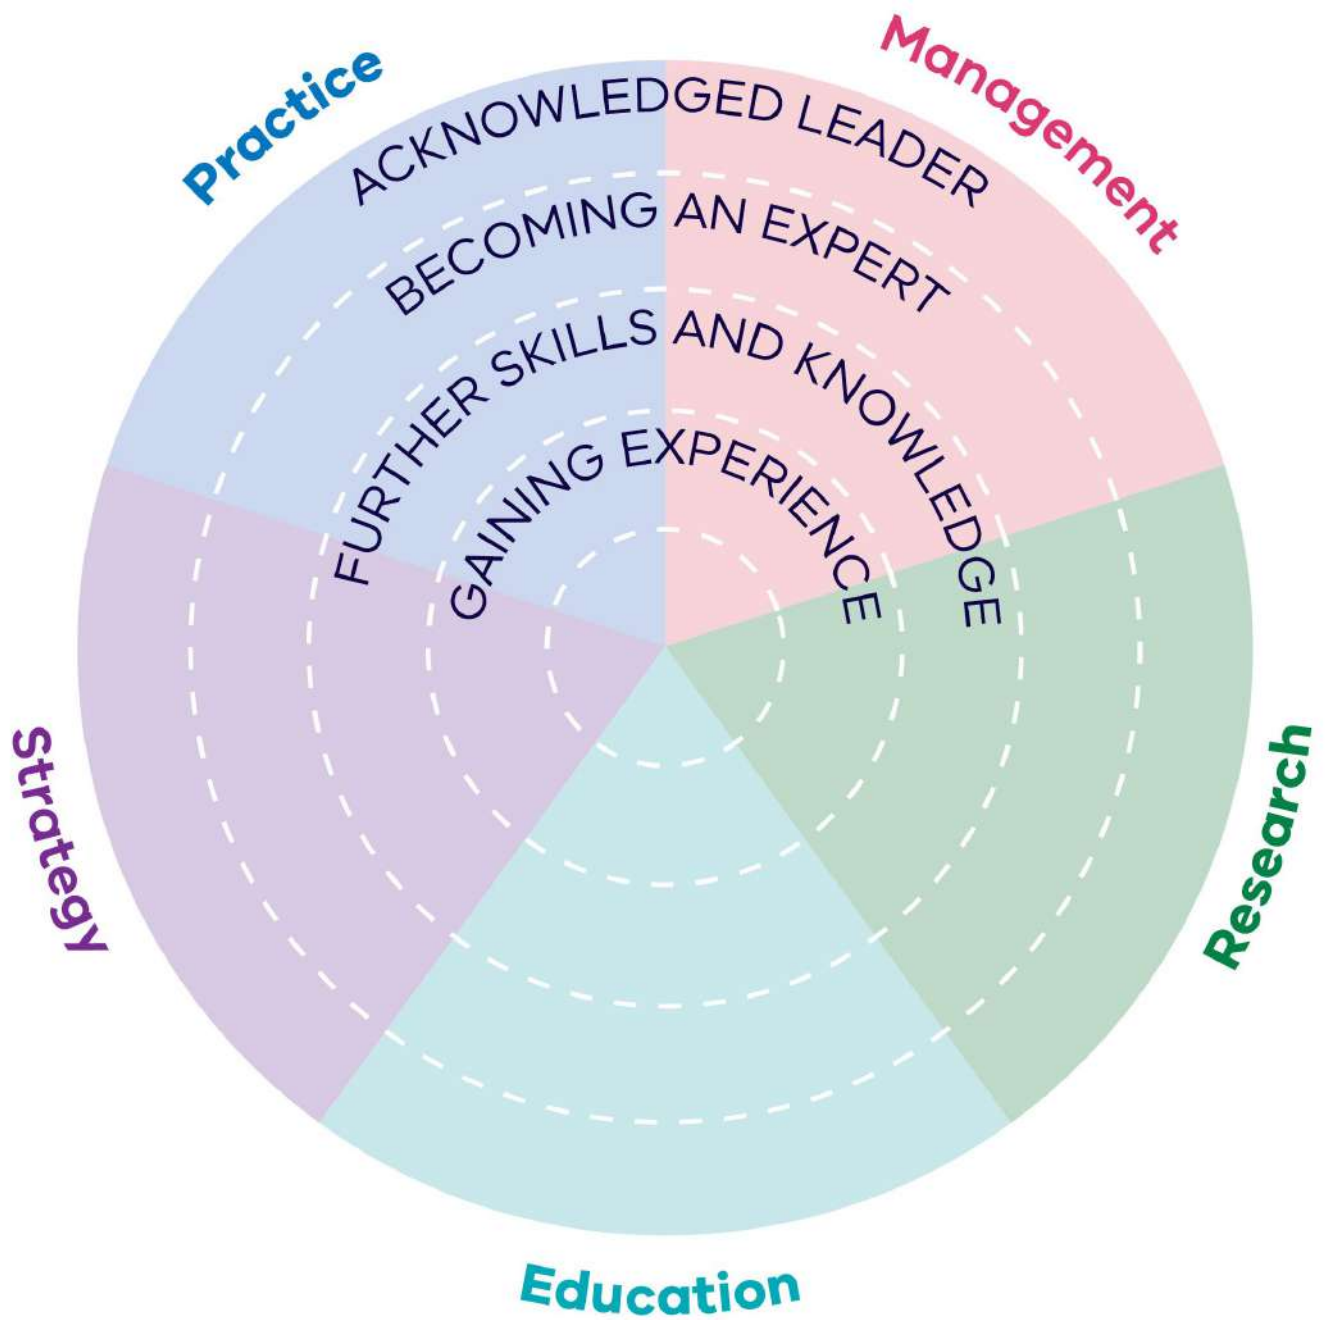 Practice
Management
ACKNOWLEDGED LEADER
BECOMING AN EXPERT
FURTHER SKILLS AND KNOWLEDGE
GAINING EXPERIENCE
Strategy
Research
Education